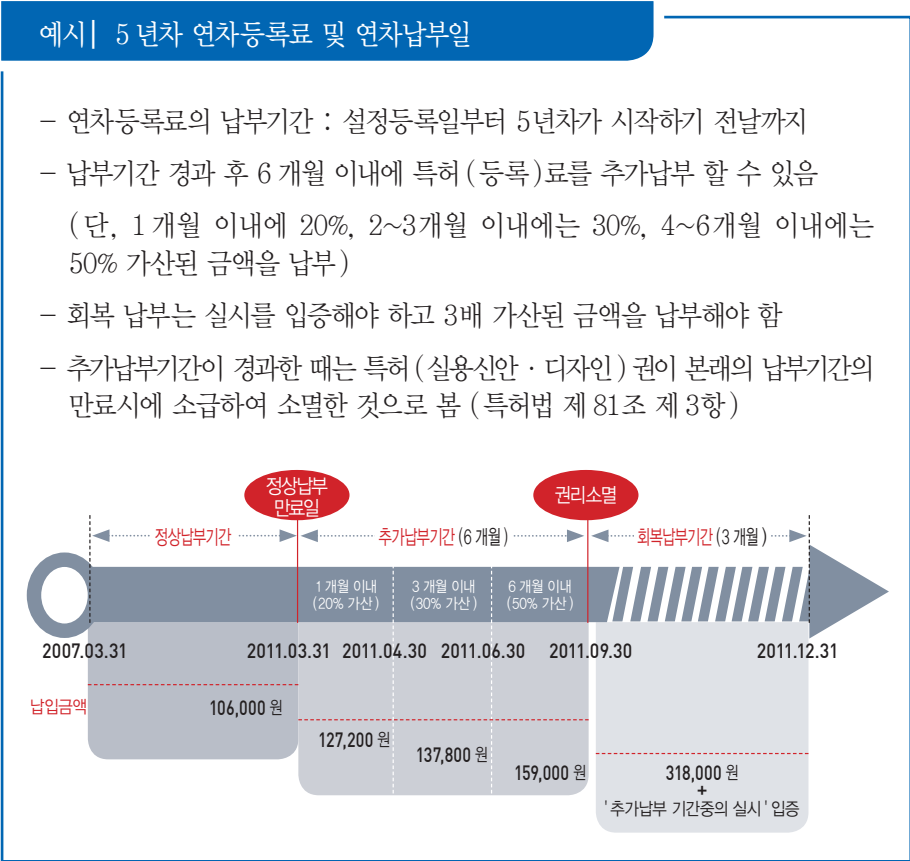 예시| 5년차 연차등록료 및 연차납부일
- 연차등록료의 납부기간 : 설정등록일부터 5년차가 시작하기 전날까지
- 납부기간 경과 후 6개월 이내에 특허(등록)료를 추가납부 할 수 있음
(단, 1개월 이내에 20%, 2~3개월 이내에는 30%, 4~6개월 이내에는
50% 가산된 금액을 납부)
- 회복 납부는 실시를 입증해야 하고 3배 가산된 금액을 납부해야 함
- 추가납부기간이 경과한 때는 특허(실용신안·디자인)권이 본래의 납부기간의
만료시에 소급하여 소멸한 것으로 봄 (특허법 제81조 제3항)
정상납부
만료일
권리소멸
정상납부기간
추가납부기간 (6개월)
회복납부기간 (3개월)
1개월 이내
(20% 가산)
3개월 이내
(30% 가산)
6개월 이내
(50% 가산)
2007.03.31
2011.03.31
2011.04.30
2011.06.30
2011.09.30
2011.12.31
납입금액
106,000 원
127,200 원
137,800 원
159,000 원
318,000 원
+
'추가납부 기간중의 실시' 입증